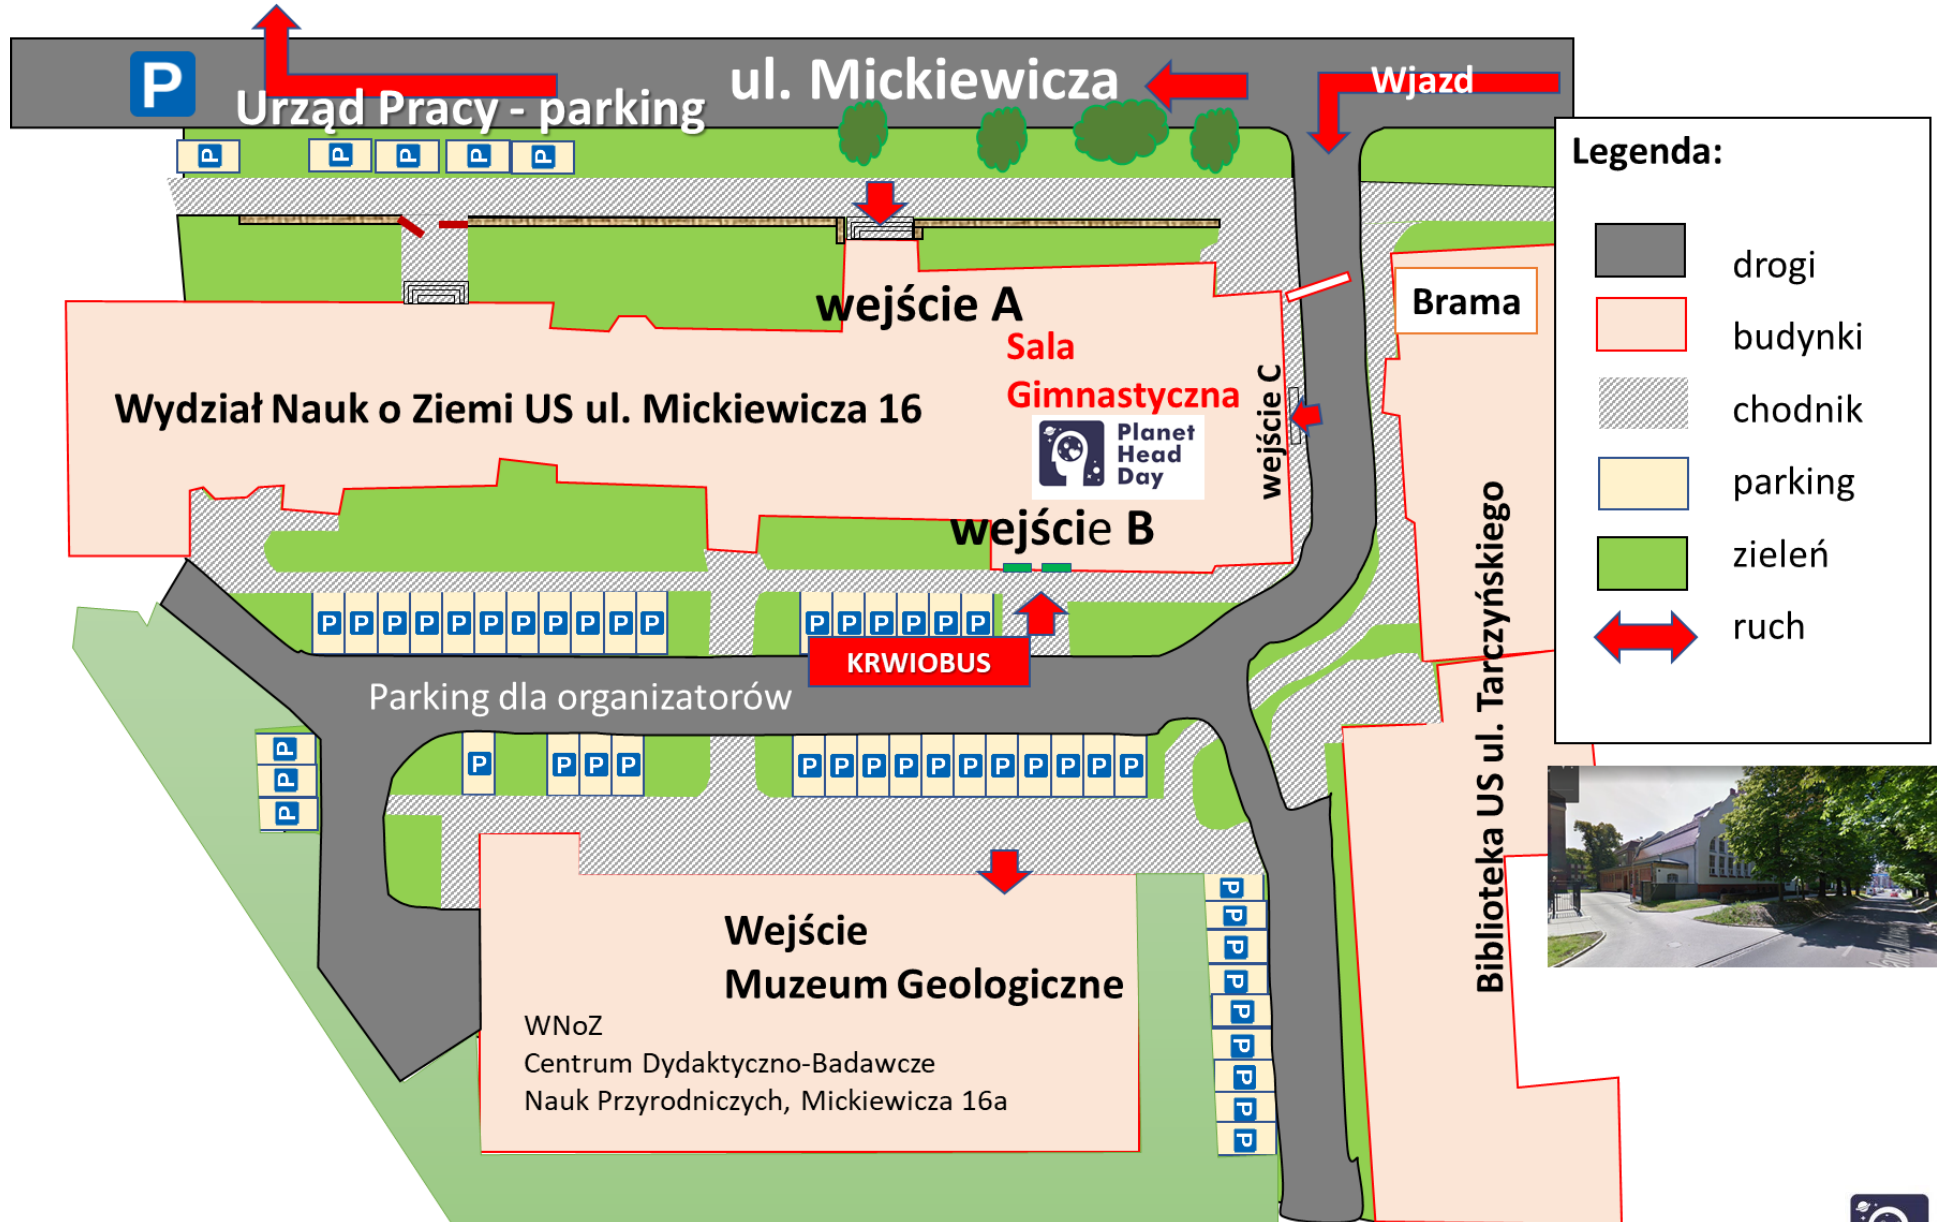 ul. Mickiewicza
Wjazd
P
Urząd Pracy - parking
P P P P P
Legenda:
drogi
budynki
chodnik
parking
zieleń
ruch
Brama
wejście A
Sala
Gimnastyczna
Planet
Head
Day
wejście C
Wydział Nauk o Ziemi US ul. Mickiewicza 16
wejście B
P P P P P P P P P P P
P P P P P P
KRWIOBUS
Parking dla organizatorów
P
P
P
P
P P P
P P P P P P P P P P P
Biblioteka US ul. Tarczyńskiego
Wejście
Muzeum Geologiczne
WNoZ
Centrum Dydaktyczno-Badawcze
Nauk Przyrodniczych, Mickiewicza 16a
P
P
P
P
P
P
P
P
P